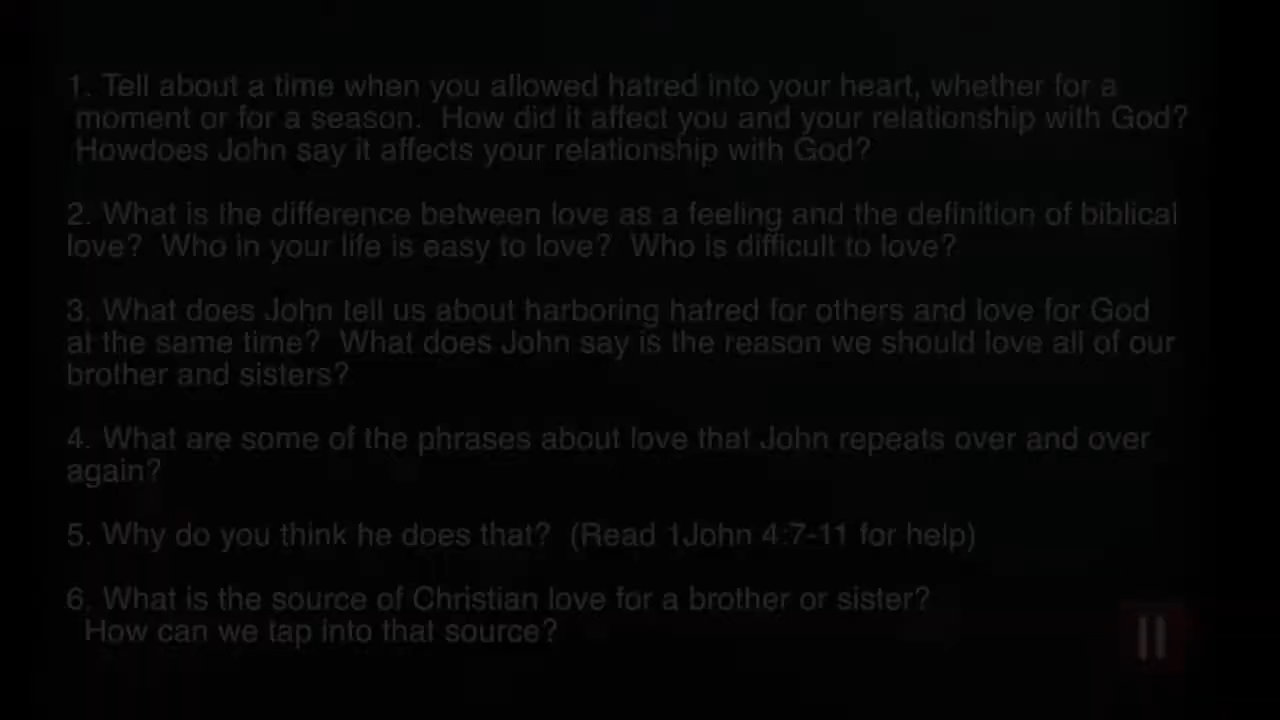 1. Tell about a time when you allowed hatred into your heart, whether for a
moment or for a season.  How did it affect you and your relationship with God?
Howdoes John say it affects your relationship with God?
2. What is the difference between love as a feeling and the definition of biblical
love?  Who in your life is easy to love?  Who is difficult to love?
3. What does John tell us about harboring hatred for others and love for God
at the same time?  What does John say is the reason we should love all of our
brother and sisters?
4. What are some of the phrases about love that John repeats over and over
again?
5. Why do you think he does that?  (Read 1John 4:7-11 for help)
6. What is the source of Christian love for a brother or sister?
How can we tap into that source?